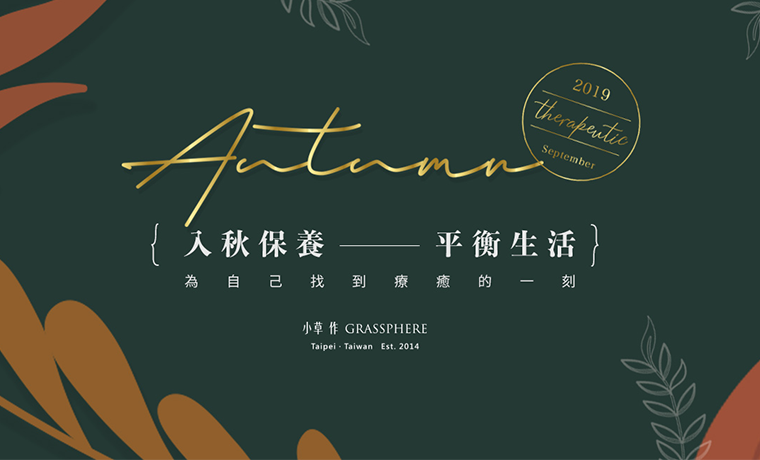 2019
therapeutic
September
Autumn
{ 入秋保養 —— 平衡生活 }
為自己找到療癒的一刻
小草作 GRASSPHERE
Taipei · Taiwan Est. 2014